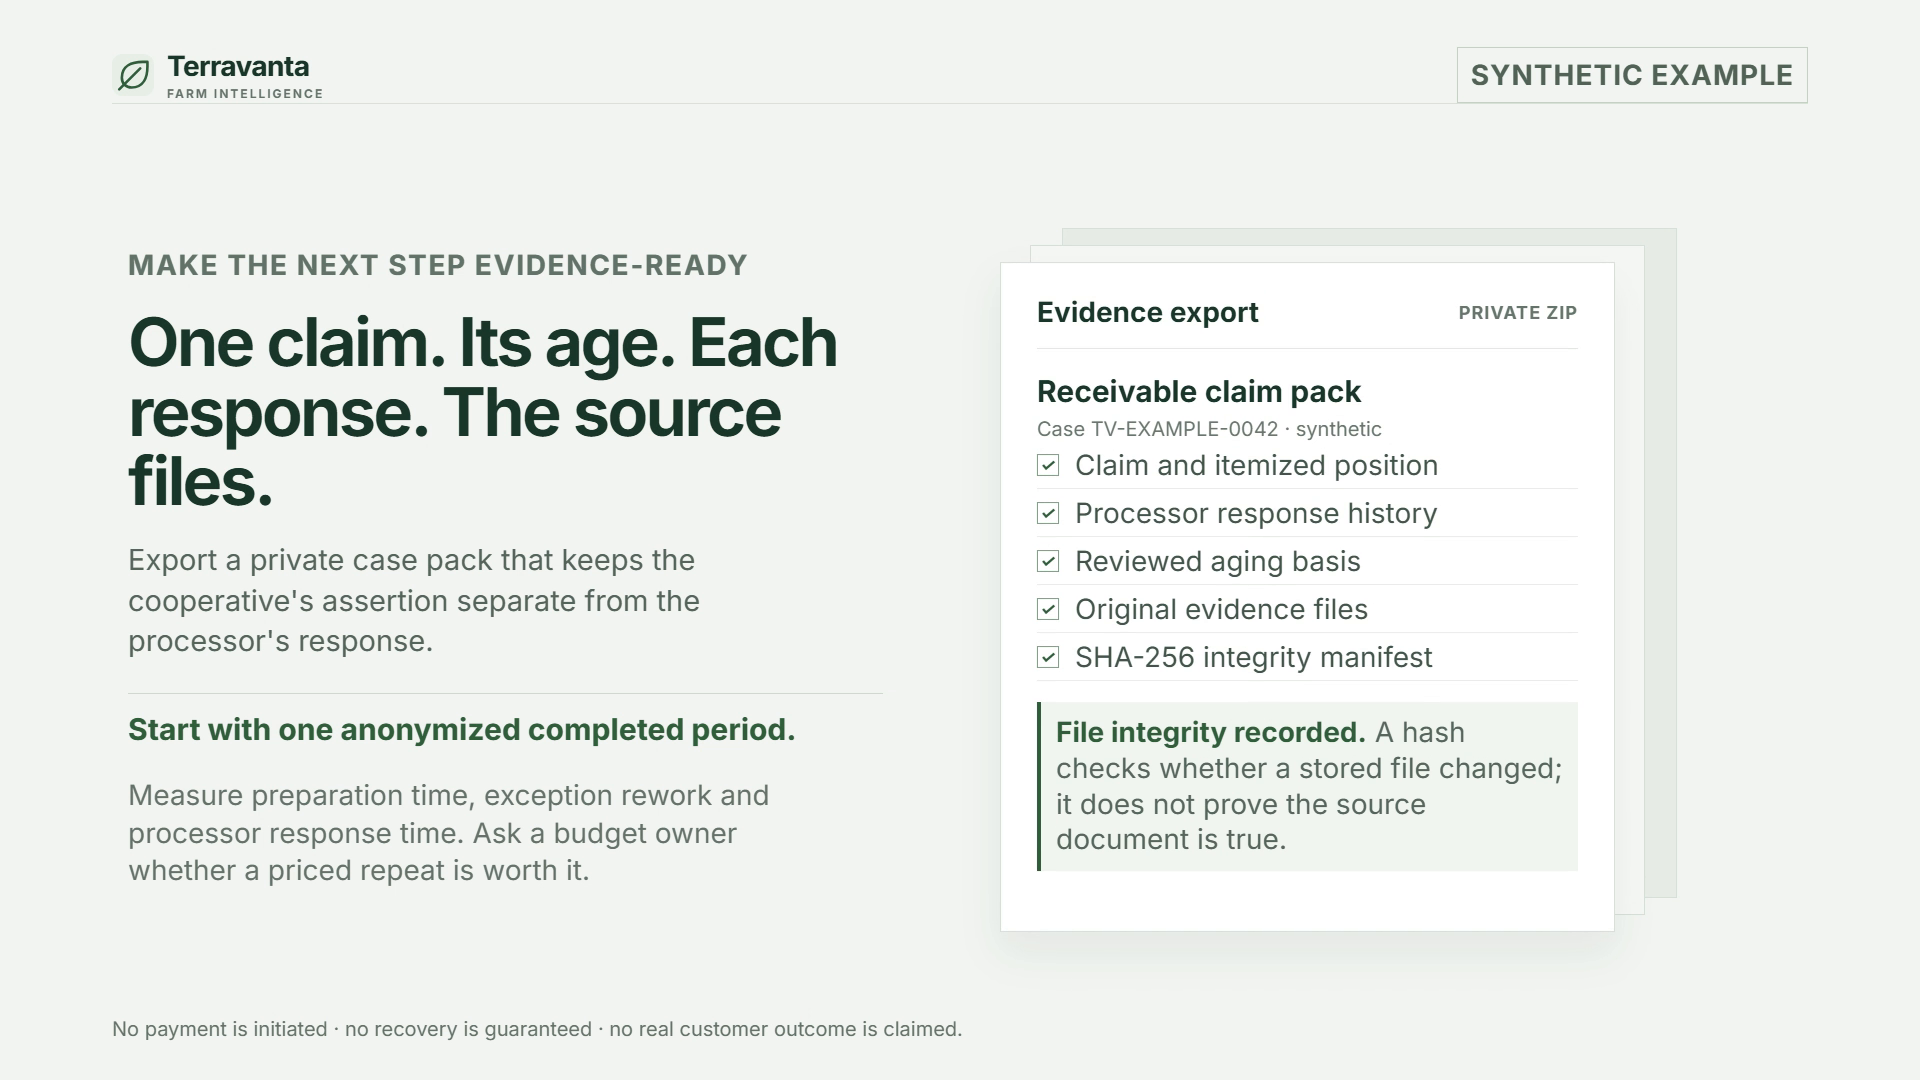 Terravanta
FARM INTELLIGENCE
SYNTHETIC EXAMPLE
MAKE THE NEXT STEP EVIDENCE-READY
One claim. Its age. Each
response. The source
files.
Export a private case pack that keeps the
cooperative's assertion separate from the
processor's response.
Start with one anonymized completed period.
Measure preparation time, exception rework and
processor response time. Ask a budget owner
whether a priced repeat is worth it.
Evidence export
PRIVATE ZIP
Receivable claim pack
Case TV-EXAMPLE-0042 · synthetic
Claim and itemized position
Processor response history
Reviewed aging basis
Original evidence files
SHA-256 integrity manifest
File integrity recorded. A hash
checks whether a stored file changed;
it does not prove the source
document is true.
No payment is initiated · no recovery is guaranteed · no real customer outcome is claimed.